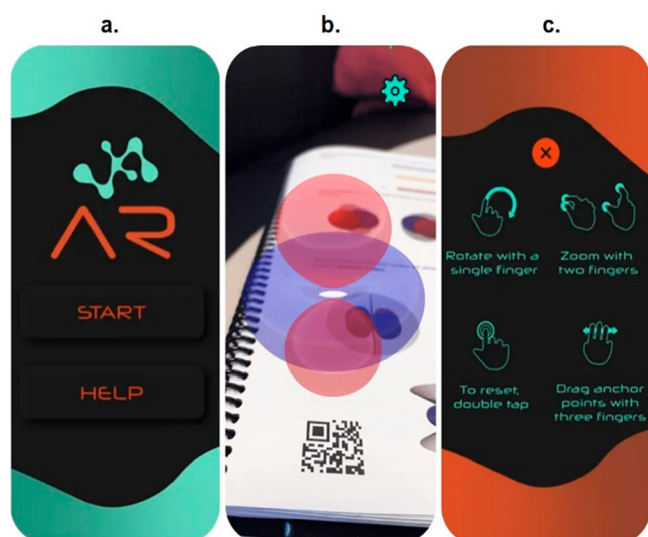 a.
b.
c.
AR
START
HELP
Rotate with a
single finger
Zoom with
two fingers
To reset,
double tap
Drag anchor
points with
three fingers